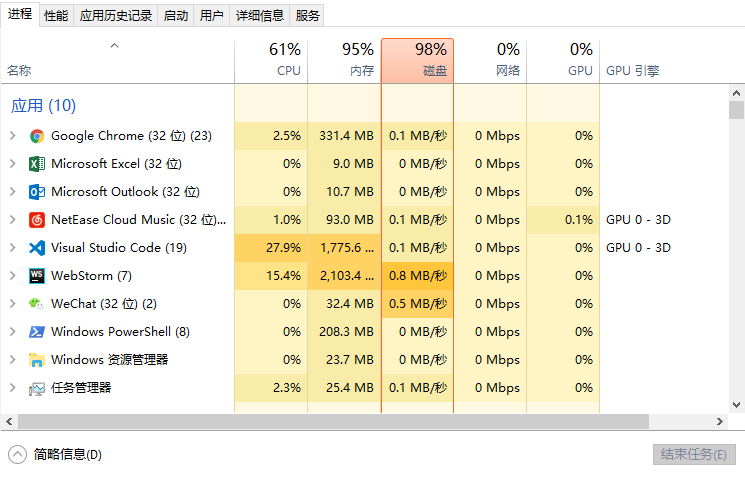 进程 性能 应用历史记录 启动 用户 详细信息 服务
61% 95% 98% 0% 0%
名称 CPU 内存 磁盘 网络 GPU GPU 引擎
应用 (10)
Google Chrome (32 位) (23) 2.5% 331.4 MB 0.1 MB/秒 0 Mbps 0%
Microsoft Excel (32 位) 0% 9.0 MB 0 MB/秒 0 Mbps 0%
Microsoft Outlook (32 位) 0% 10.7 MB 0 MB/秒 0 Mbps 0%
NetEase Cloud Music (32 位)... 1.0% 93.0 MB 0.1 MB/秒 0 Mbps 0.1% GPU 0 - 3D
Visual Studio Code (19) 27.9% 1,775.6 ... 0.1 MB/秒 0 Mbps 0% GPU 0 - 3D
WS WebStorm (7) 15.4% 2,103.4 ... 0.8 MB/秒 0 Mbps 0%
WeChat (32 位) (2) 0% 32.4 MB 0.5 MB/秒 0 Mbps 0%
Windows PowerShell (8) 0% 208.3 MB 0 MB/秒 0 Mbps 0%
Windows 资源管理器 0% 23.7 MB 0 MB/秒 0 Mbps 0%
任务管理器 2.3% 25.4 MB 0.1 MB/秒 0 Mbps 0%
简略信息(D) 结束任务(E)